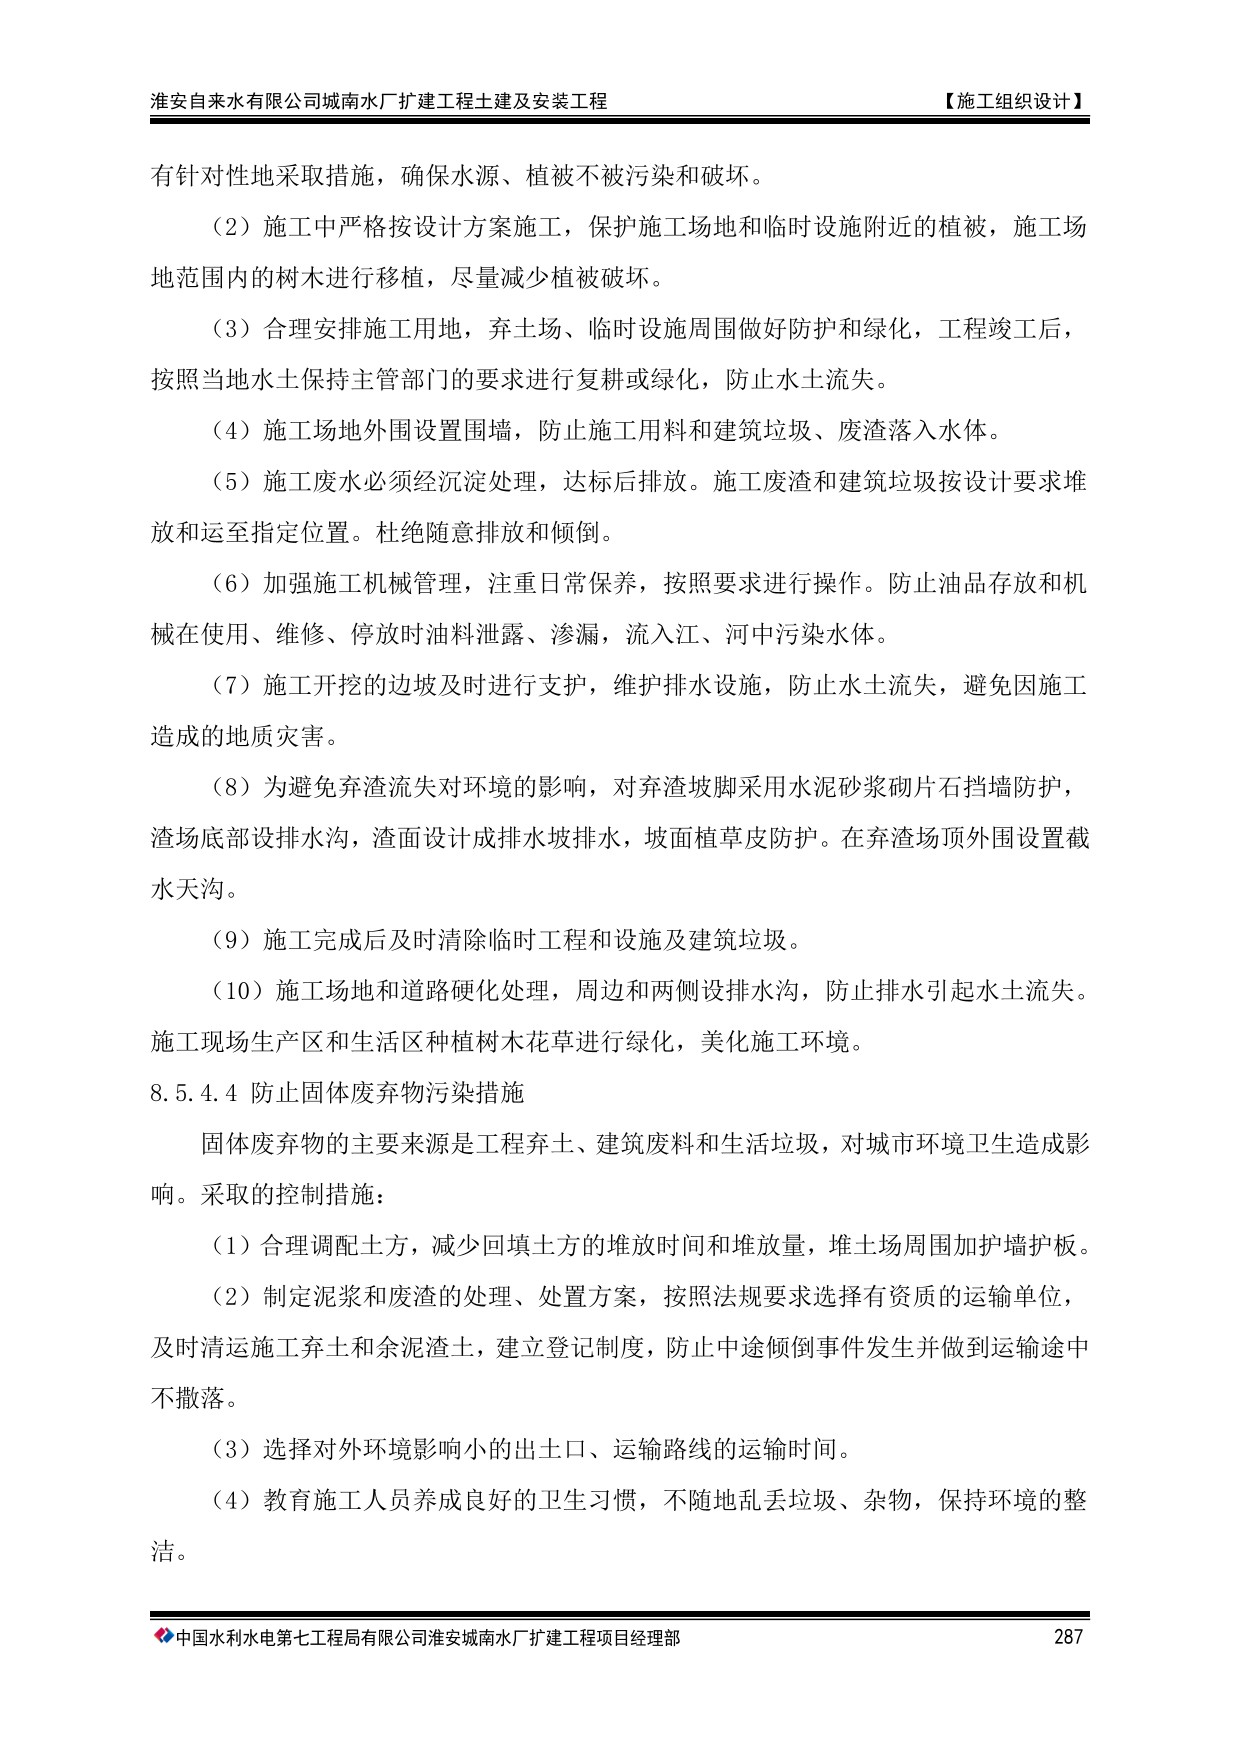 淮安自来水有限公司城南水厂扩建工程土建及安装工程 【施工组织设计】
有针对性地采取措施，确保水源、植被不被污染和破坏。
（2）施工中严格按设计方案施工，保护施工场地和临时设施附近的植被，施工场
地范围内的树木进行移植，尽量减少植被破坏。
（3）合理安排施工用地，弃土场、临时设施周围做好防护和绿化，工程竣工后，
按照当地水土保持主管部门的要求进行复耕或绿化，防止水土流失。
（4）施工场地外围设置围墙，防止施工用料和建筑垃圾、废渣落入水体。
（5）施工废水必须经沉淀处理，达标后排放。施工废渣和建筑垃圾按设计要求堆
放和运至指定位置。杜绝随意排放和倾倒。
（6）加强施工机械管理，注重日常保养，按照要求进行操作。防止油品存放和机
械在使用、维修、停放时油料泄露、渗漏，流入江、河中污染水体。
（7）施工开挖的边坡及时进行支护，维护排水设施，防止水土流失，避免因施工
造成的地质灾害。
（8）为避免弃渣流失对环境的影响，对弃渣坡脚采用水泥砂浆砌片石挡墙防护，
渣场底部设排水沟，渣面设计成排水坡排水，坡面植草皮防护。在弃渣场顶外围设置截
水天沟。
（9）施工完成后及时清除临时工程和设施及建筑垃圾。
（10）施工场地和道路硬化处理，周边和两侧设排水沟，防止排水引起水土流失。
施工现场生产区和生活区种植树木花草进行绿化，美化施工环境。
8.5.4.4 防止固体废弃物污染措施
固体废弃物的主要来源是工程弃土、建筑废料和生活垃圾，对城市环境卫生造成影
响。采取的控制措施：
（1）合理调配土方，减少回填土方的堆放时间和堆放量，堆土场周围加护墙护板。
（2）制定泥浆和废渣的处理、处置方案，按照法规要求选择有资质的运输单位，
及时清运施工弃土和余泥渣土，建立登记制度，防止中途倾倒事件发生并做到运输途中
不撒落。
（3）选择对外环境影响小的出土口、运输路线的运输时间。
（4）教育施工人员养成良好的卫生习惯，不随地乱丢垃圾、杂物，保持环境的整
洁。
中国水利水电第七工程局有限公司淮安城南水厂扩建工程项目经理部 287